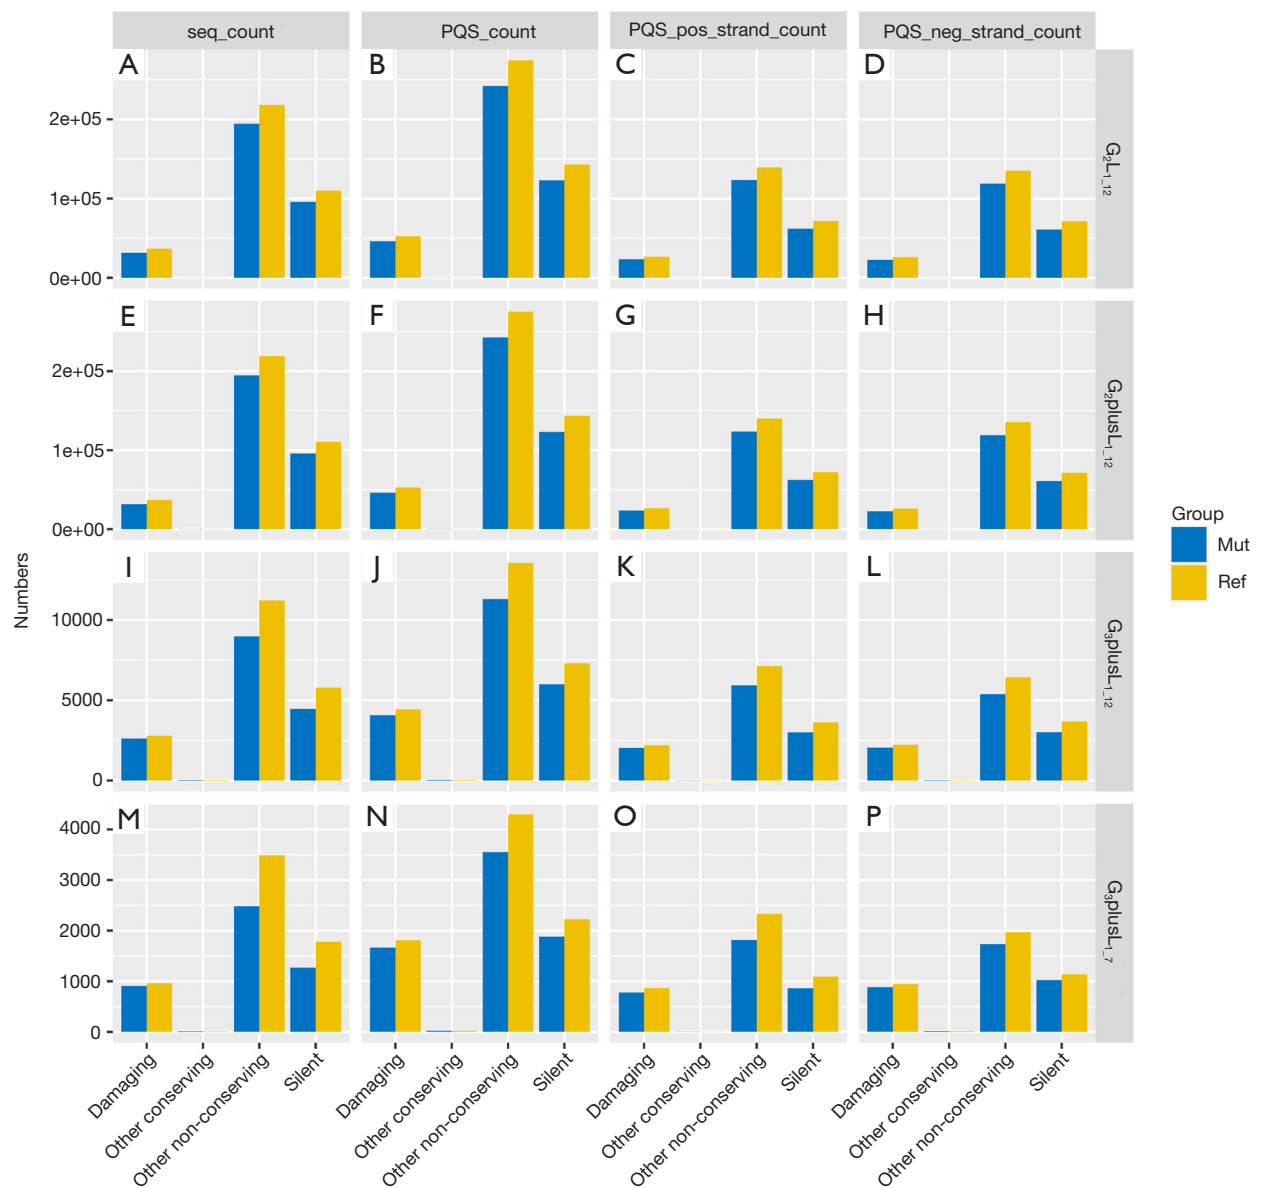 seq_count
PQS_count
PQS_pos_strand_count
PQS_neg_strand_count
A
B
C
D
2e+05
1e+05
0e+00
G₂L₁_₁₂
E
F
G
H
2e+05
1e+05
0e+00
G₂plusL₁_₁₂
Numbers
I
J
K
L
10000
5000
0
G₃plusL₁_₁₂
M
N
O
P
4000
3000
2000
1000
0
G₃plusL₁_₇
Damaging
Other conserving
Other non-conserving
Silent
Damaging
Other conserving
Other non-conserving
Silent
Damaging
Other conserving
Other non-conserving
Silent
Damaging
Other conserving
Other non-conserving
Silent
Group
Mut
Ref